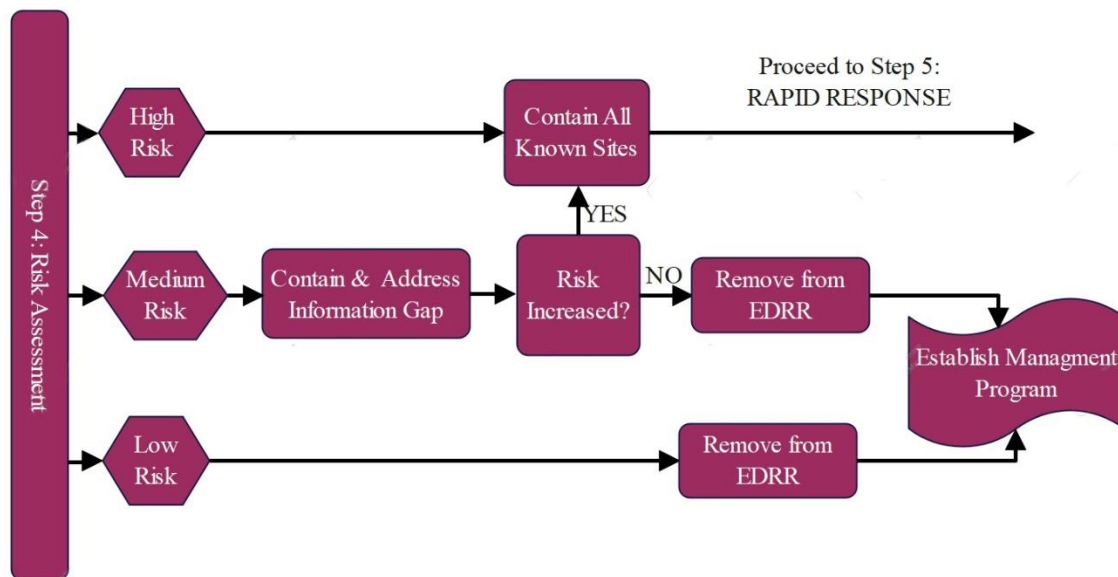 Step 4: Risk Assessment
High
Risk
Contain All
Known Sites
Proceed to Step 5:
RAPID RESPONSE
YES
Medium
Risk
Contain & Address
Information Gap
Risk
Increased?
NO
Remove from
EDRR
Establish Managment
Program
Low
Risk
Remove from
EDRR